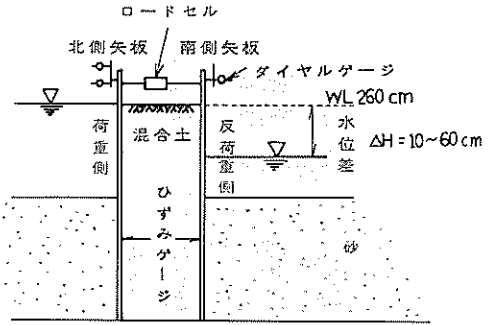 ロードセル
北側矢板
南側矢板
ダイヤルゲージ
WL 260 cm
荷重側
混合土
反荷重側
水位差
ΔH = 10~60 cm
ひずみゲージ
砂